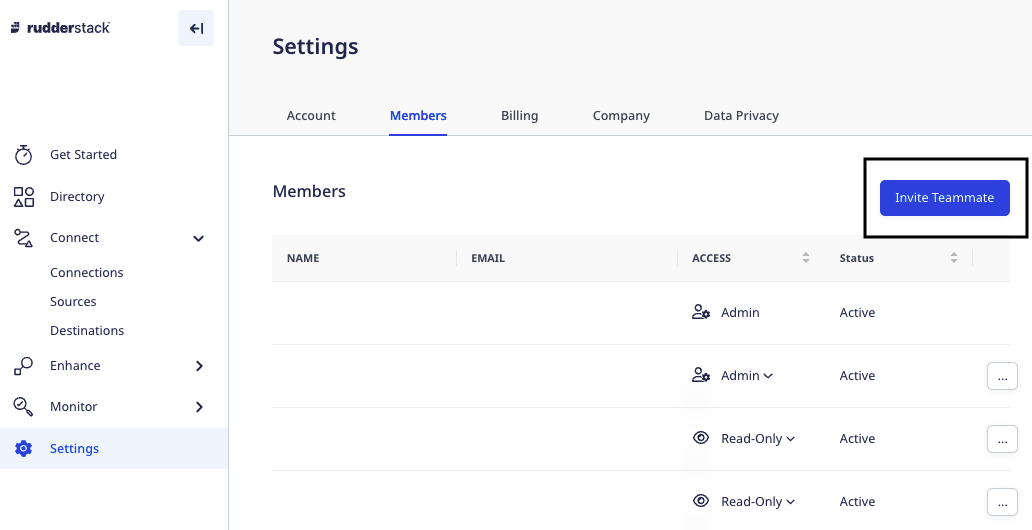 rudderstack
Settings
Account Members Billing Company Data Privacy
Get Started
Directory
Connect
Connections
Sources
Destinations
Enhance
Monitor
Settings
Members
Invite Teammate
NAME EMAIL ACCESS Status
Admin Active
Admin Active ...
Read-Only Active ...
Read-Only Active ...